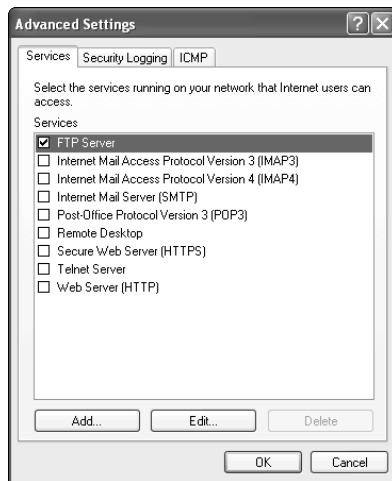 Advanced Settings
Services Security Logging ICMP
Select the services running on your network that Internet users can
access.
Services
FTP Server
Internet Mail Access Protocol Version 3 (IMAP3)
Internet Mail Access Protocol Version 4 (IMAP4)
Internet Mail Server (SMTP)
Post-Office Protocol Version 3 (POP3)
Remote Desktop
Secure Web Server (HTTPS)
Telnet Server
Web Server (HTTP)
Add... Edit... Delete
OK Cancel